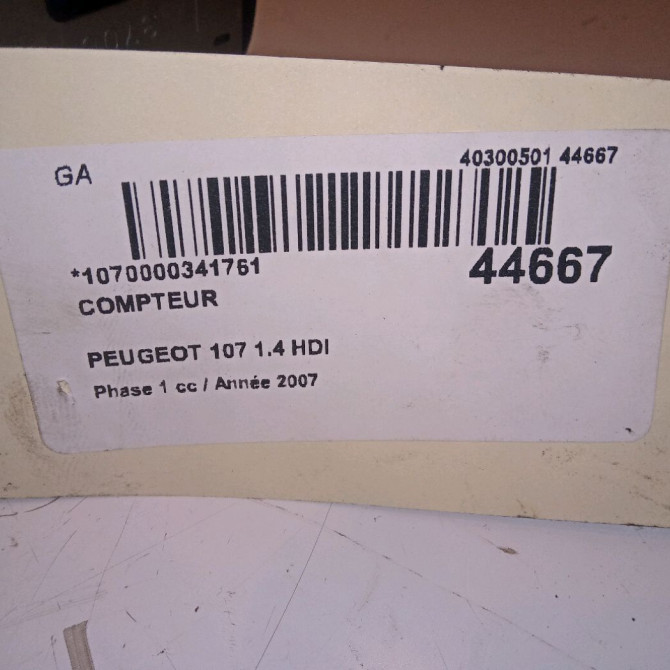 GA
40300501 44667
*1070000341761
44667
COMPTEUR
PEUGEOT 107 1.4 HDI
Phase 1 cc / Année 2007